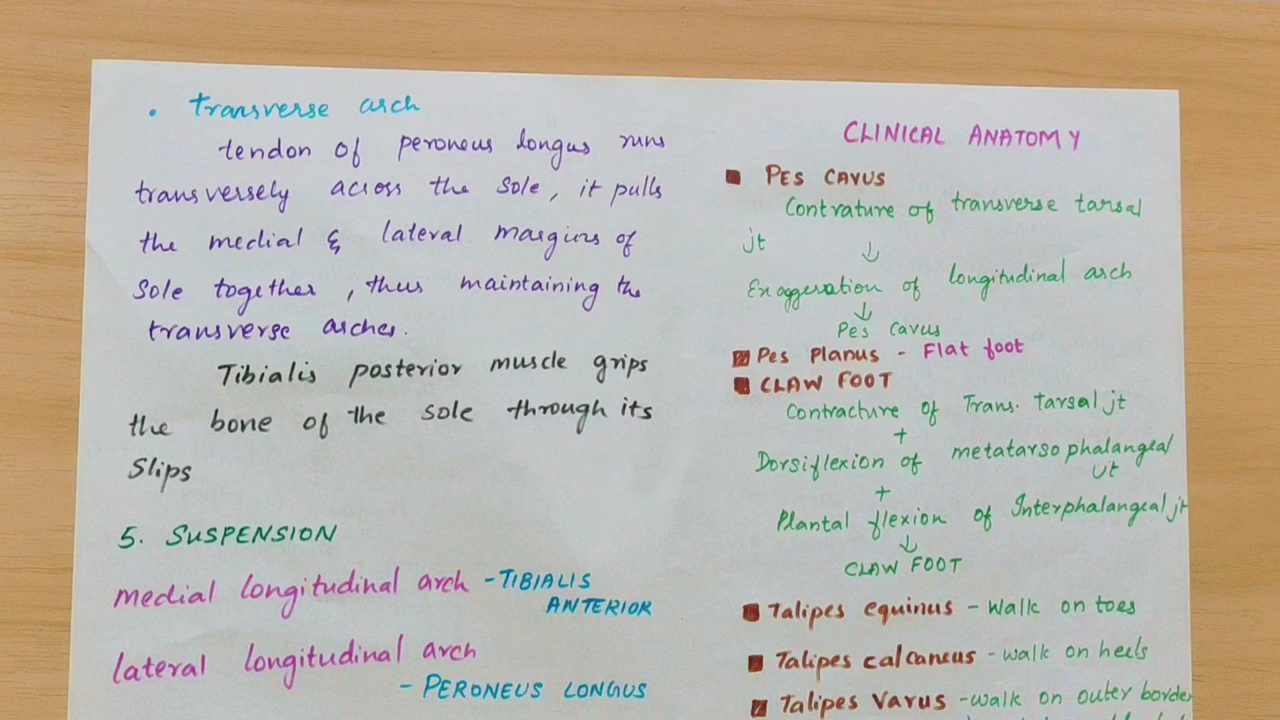 • Transverse arch
tendon of peroneus longus runs
transversely across the sole, it pulls
the medial & lateral margins of
Sole together, thus maintaining the
transverse arches.
Tibialis posterior muscle grips
the bone of the sole through its
Slips
5. SUSPENSION
medial longitudinal arch - TIBIALIS
ANTERIOR
lateral longitudinal arch
- PERONEUS LONGUS
CLINICAL ANATOMY
PES CAVUS
Contrature of transverse tarsal
jt
↓
Exaggeration of longitudinal arch
↓
Pes cavus
Pes Planus - Flat foot
CLAW FOOT
Contracture of Trans. tarsal jt
+
Dorsiflexion of metatarso phalangeal
jt
+
Plantal flexion of Interphalangeal jt
↓
CLAW FOOT
Talipes equinus - Walk on toes
Talipes calcaneus - walk on heels
Talipes Varus - walk on outer border